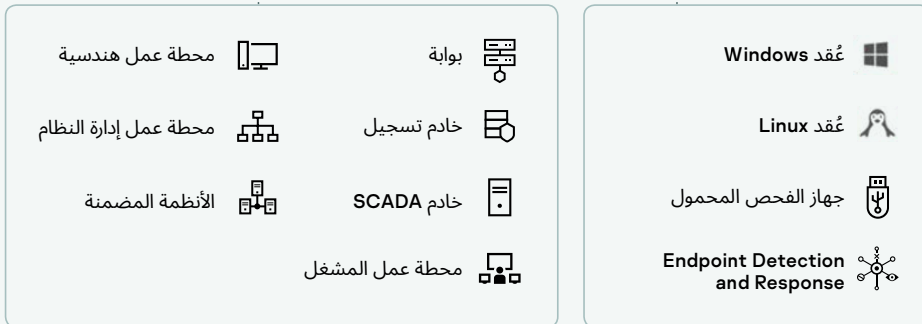 عُقد Windows
عُقد Linux
جهاز الفحص المحمول
Endpoint Detection
and Response
بوابة
خادم تسجيل
خادم SCADA
محطة عمل المشغل
محطة عمل هندسية
محطة عمل إدارة النظام
الأنظمة المضمنة